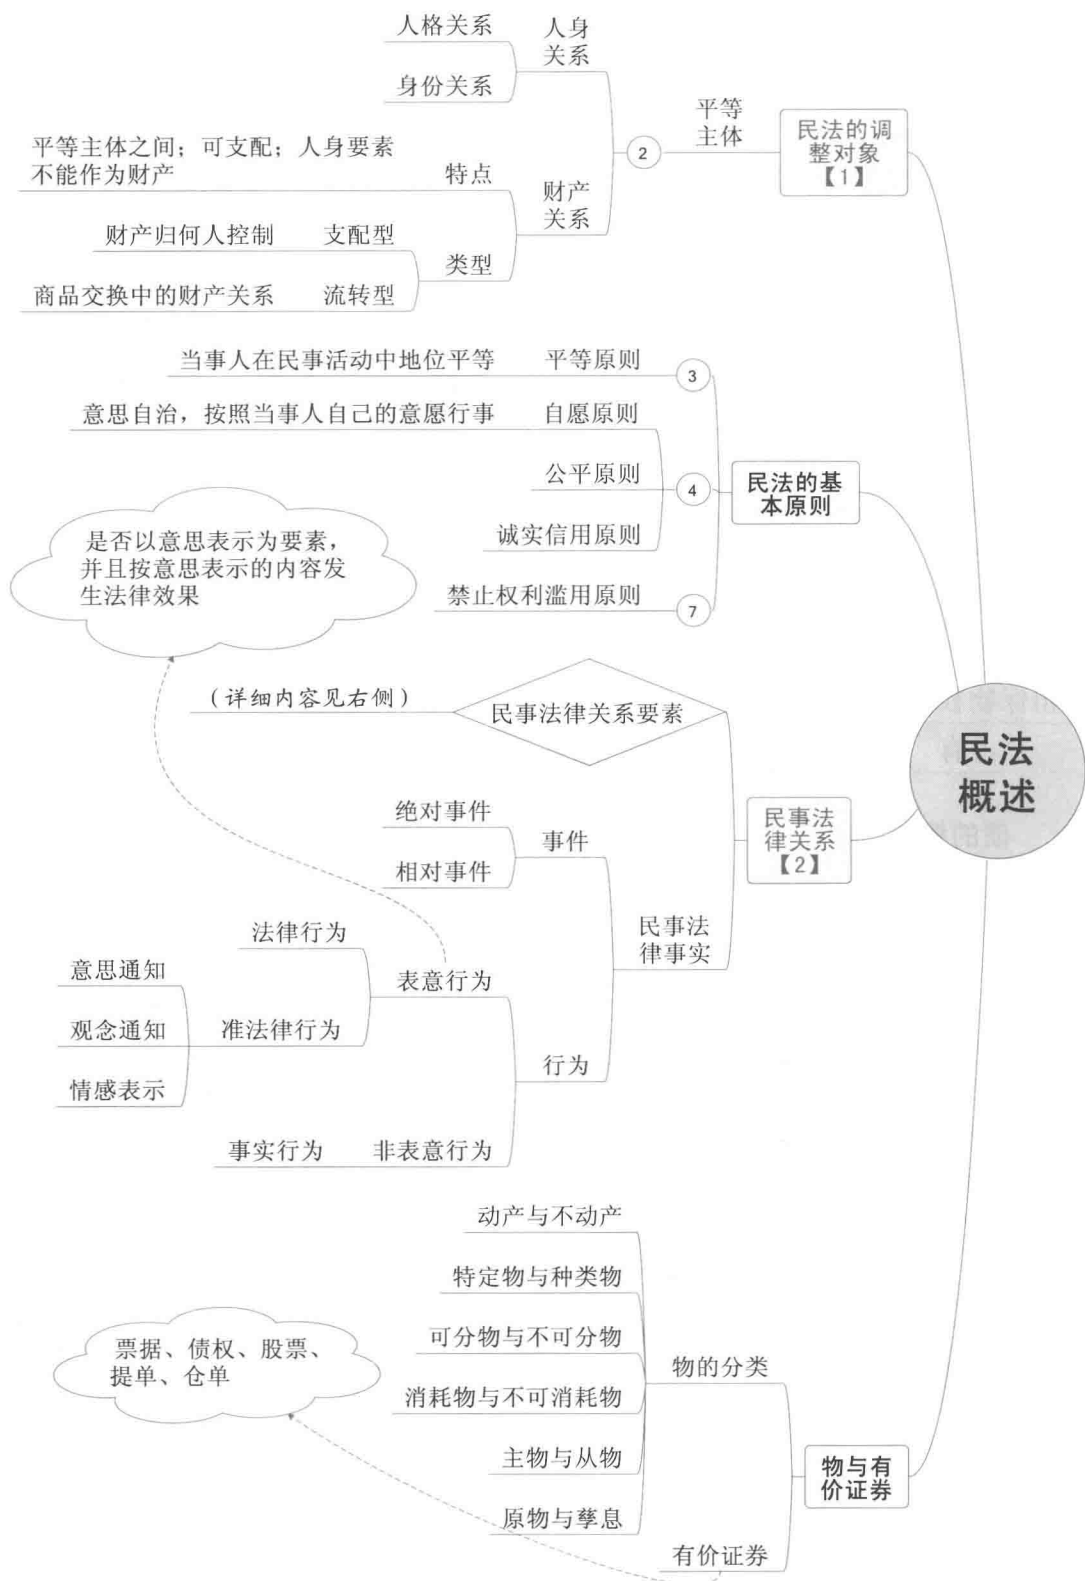 人格关系
人身
关系
身份关系
平等
主体
民法的调
整对象
【1】
2
平等主体之间；可支配；人身要素
不能作为财产
特点
财产
关系
财产归何人控制
支配型
类型
商品交换中的财产关系
流转型
当事人在民事活动中地位平等
平等原则
3
意思自治，按照当事人自己的意愿行事
自愿原则
公平原则
4
民法的基
本原则
诚实信用原则
禁止权利滥用原则
7
是否以意思表示为要素，
并且按意思表示的内容发
生法律效果
（详细内容见右侧）
民事法律关系要素
民法
概述
绝对事件
事件
相对事件
民事法
律关系
【2】
民事法
律事实
法律行为
意思通知
表意行为
观念通知
准法律行为
情感表示
行为
事实行为
非表意行为
动产与不动产
特定物与种类物
可分物与不可分物
物的分类
消耗物与不可消耗物
主物与从物
原物与孳息
票据、债权、股票、
提单、仓单
物与有
价证券
有价证券